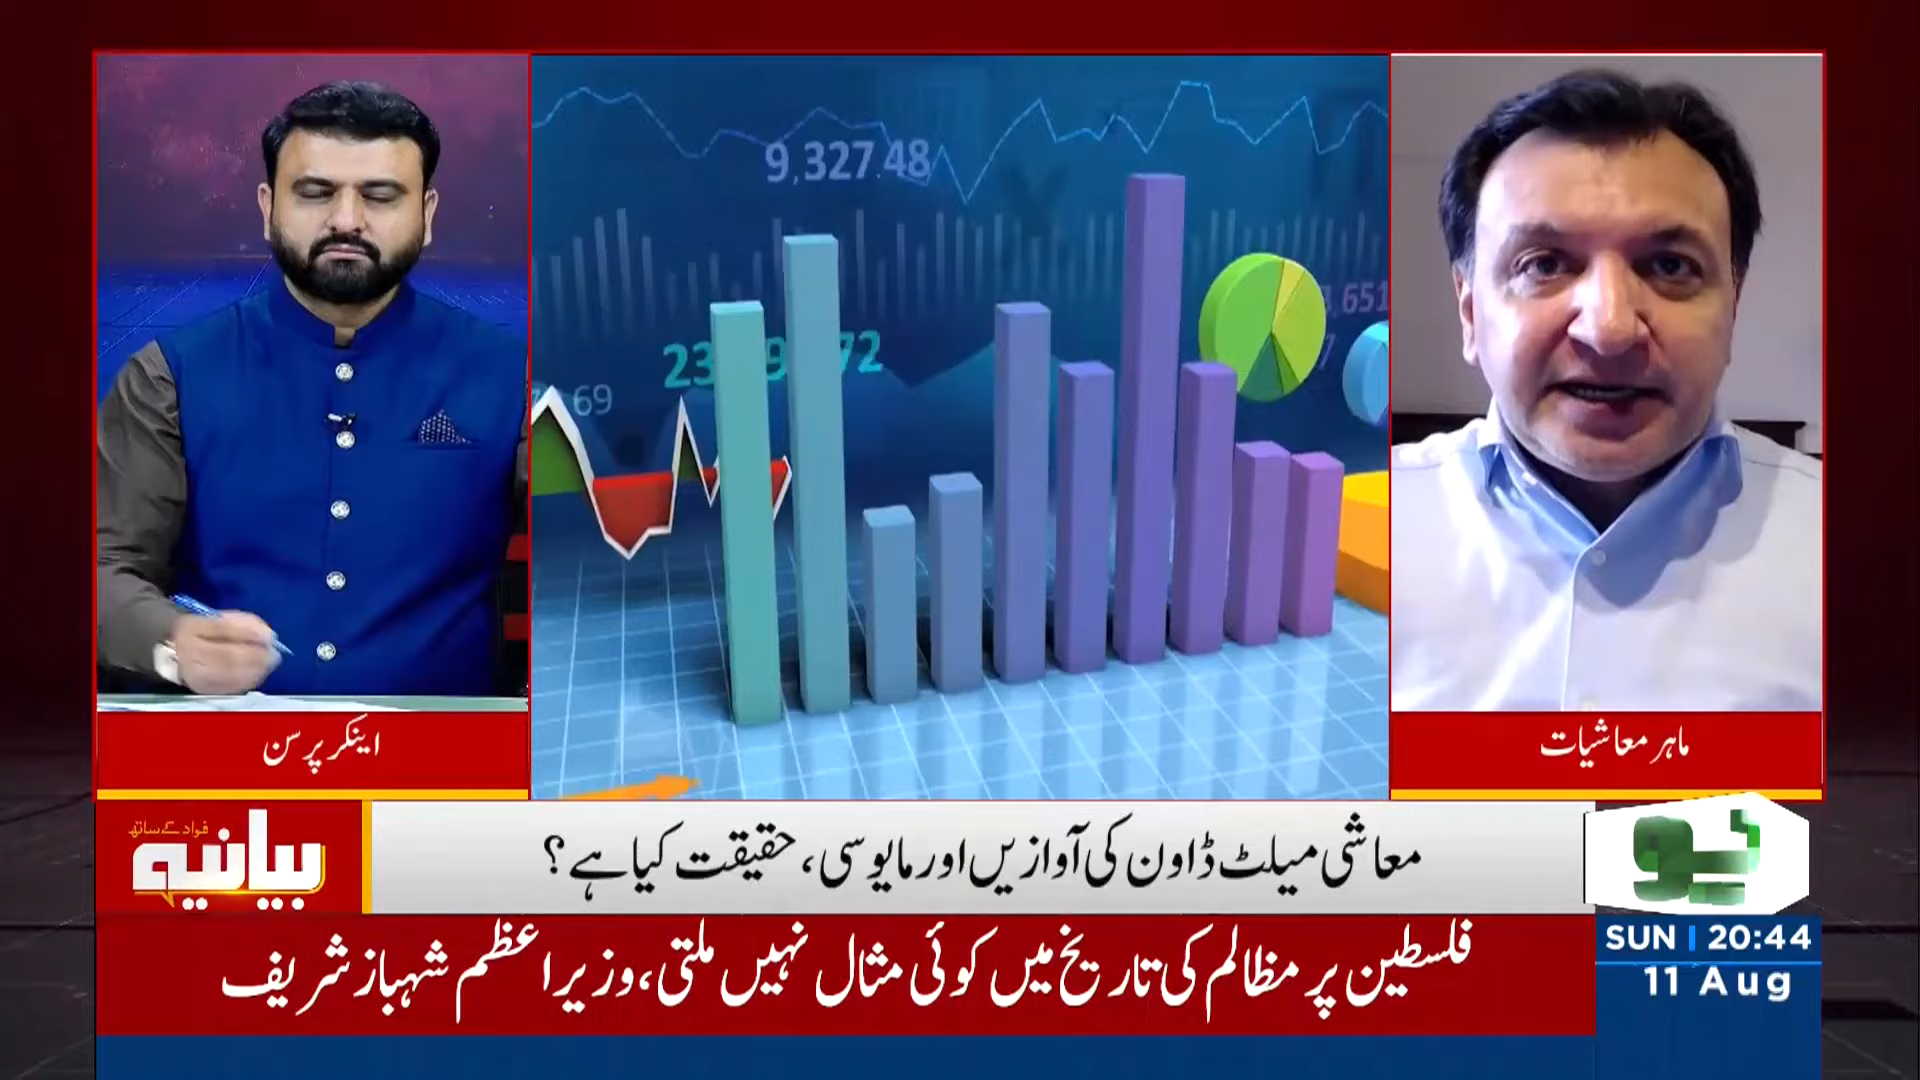 9,327.48
72
69
اینکر پرسن
ماہر معاشیات
فواد کے ساتھ
بیانیہ
معاشی میلٹ ڈاون کی آوازیں اور مایوسی، حقیقت کیا ہے؟
نیو
فلسطین پر مظالم کی تاریخ میں کوئی مثال نہیں ملتی، وزیراعظم شہباز شریف
SUN | 20:44
11 Aug